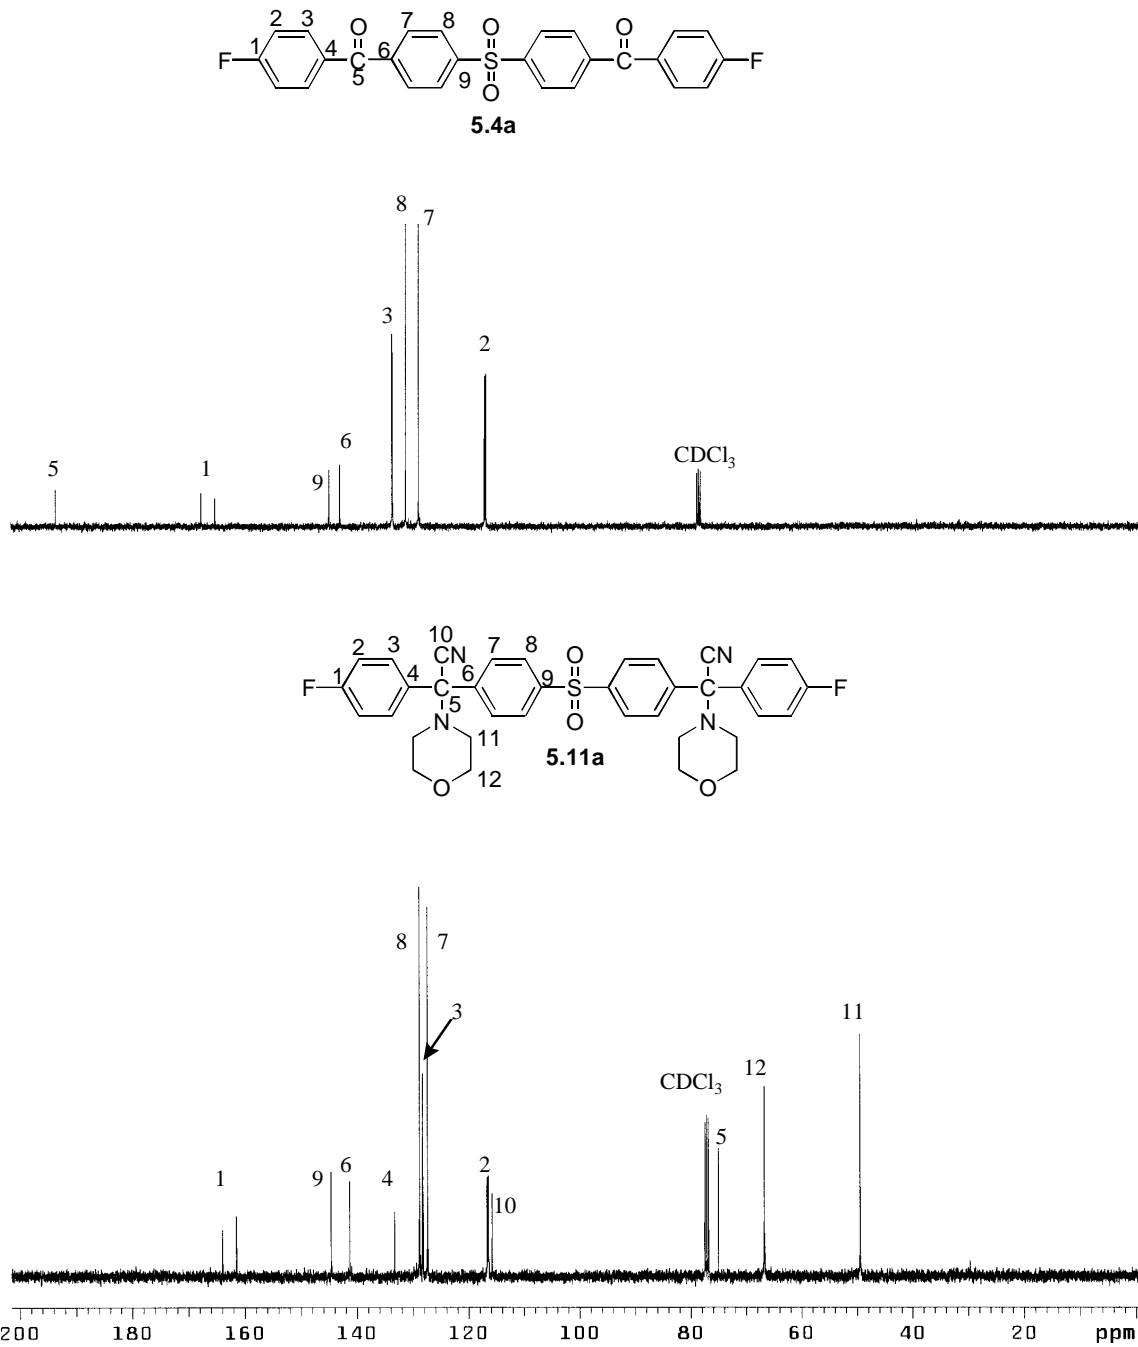 2 3 O 7 8 O O
1 4 6
F C S C F
5 9 O
5.4a
8 7
3
2
6 CDCl3
5 1 9
10 CN 7 8 O CN
2 3
1 4 6 9
F C S C F
5 O
N 11 N
5.11a
12
O O
8 7
3
11
12
CDCl3
5
1 9 6 4 2
10
200 180 160 140 120 100 80 60 40 20 ppm